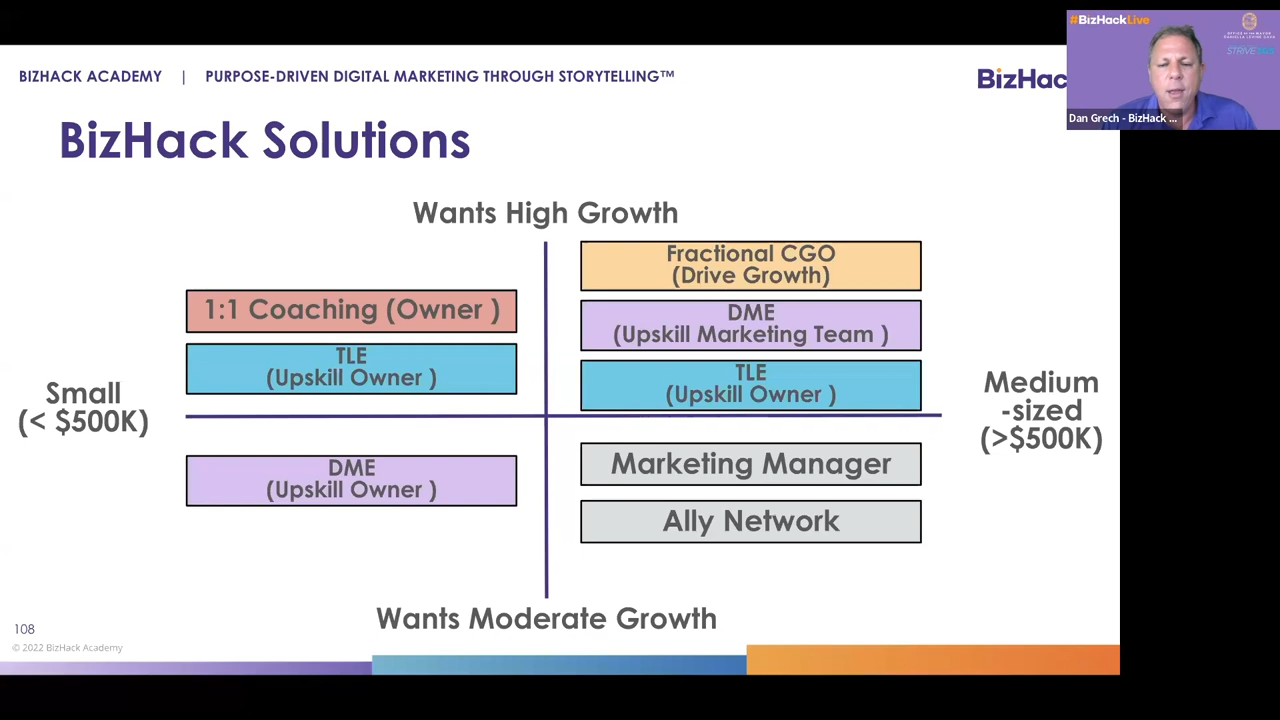 BIZHACK ACADEMY | PURPOSE-DRIVEN DIGITAL MARKETING THROUGH STORYTELLING™
BizHac
#BizHackLive
Dan Grech - BizHack ...
BizHack Solutions
Wants High Growth
Fractional CGO
(Drive Growth)
1:1 Coaching (Owner )
DME
(Upskill Marketing Team )
TLE
(Upskill Owner )
TLE
(Upskill Owner )
Small
(< $500K)
Medium
-sized
(>$500K)
DME
(Upskill Owner )
Marketing Manager
Ally Network
Wants Moderate Growth
108
© 2022 BizHack Academy